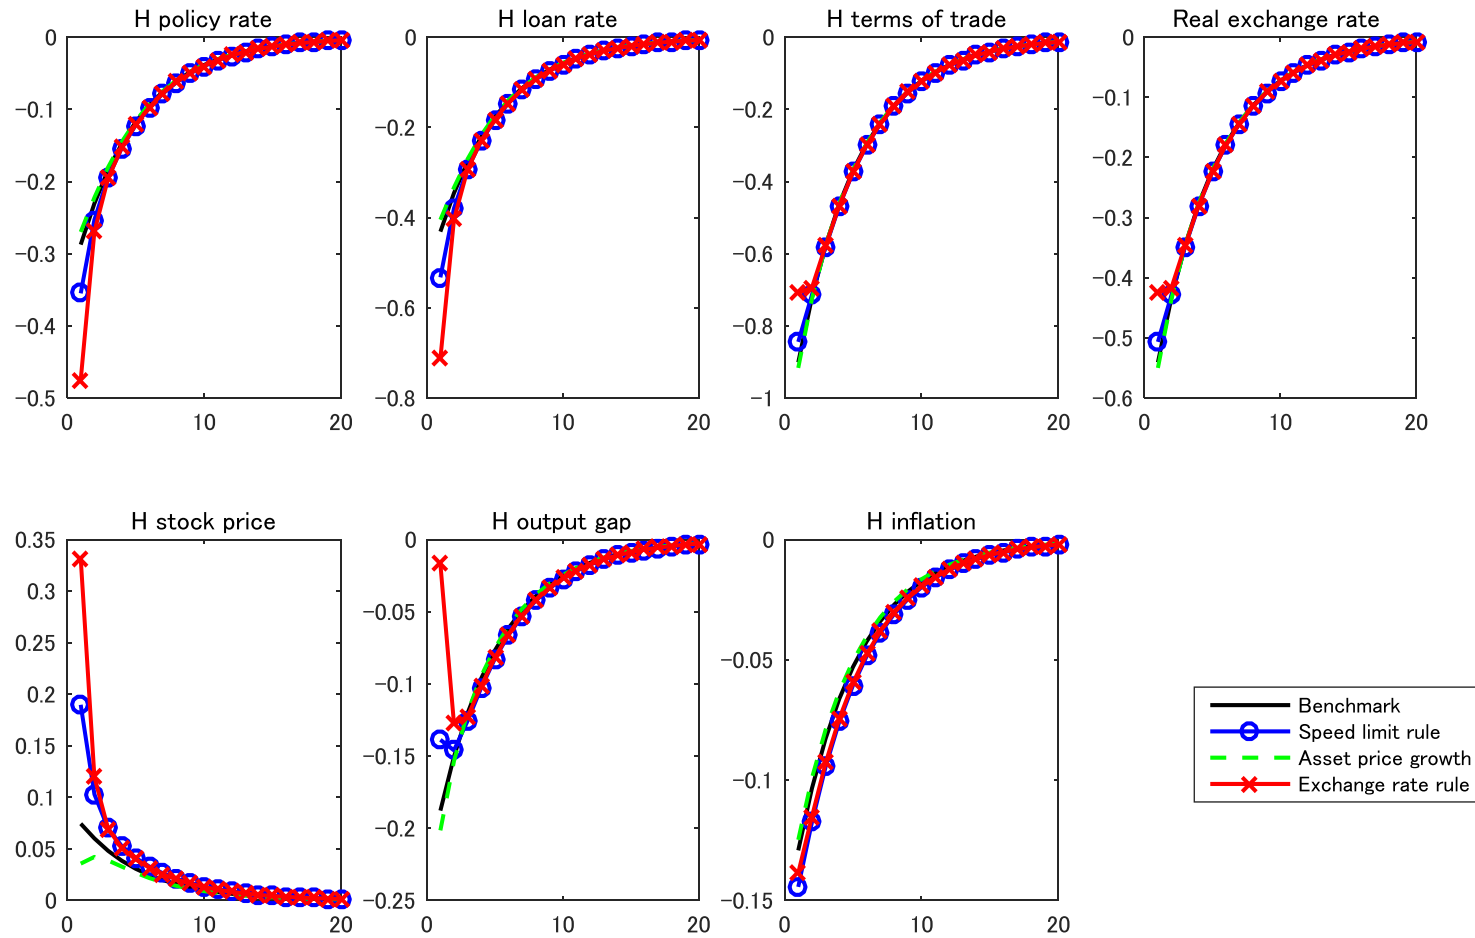 H policy rate
0
−0.1
−0.2
−0.3
−0.4
−0.5
0 10 20
H loan rate
0
−0.2
−0.4
−0.6
−0.8
0 10 20
H terms of trade
0
−0.2
−0.4
−0.6
−0.8
−1
0 10 20
Real exchange rate
0
−0.1
−0.2
−0.3
−0.4
−0.5
−0.6
0 10 20
H stock price
0.35
0.3
0.25
0.2
0.15
0.1
0.05
0
0 10 20
H output gap
0
−0.05
−0.1
−0.15
−0.2
−0.25
0 10 20
H inflation
0
−0.05
−0.1
−0.15
0 10 20
Benchmark
Speed limit rule
Asset price growth
Exchange rate rule